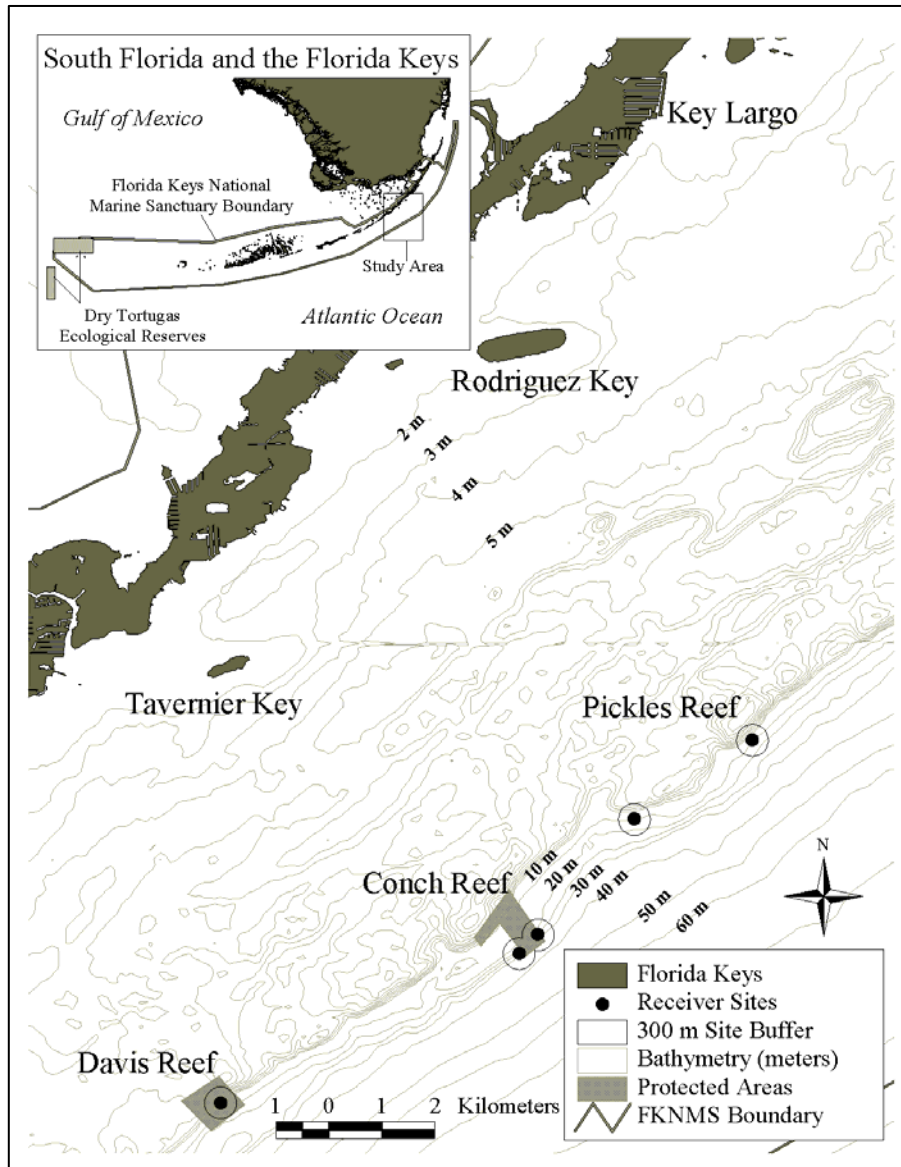 South Florida and the Florida Keys
Gulf of Mexico
Florida Keys National
Marine Sanctuary Boundary
Study Area
Dry Tortugas
Ecological Reserves
Atlantic Ocean
Key Largo
Rodriguez Key
2 m
3 m
4 m
5 m
Tavernier Key
Pickles Reef
Conch Reef
10 m
20 m
30 m
40 m
50 m
60 m
N
Davis Reef
1 0 1 2 Kilometers
Florida Keys
Receiver Sites
300 m Site Buffer
Bathymetry (meters)
Protected Areas
FKNMS Boundary